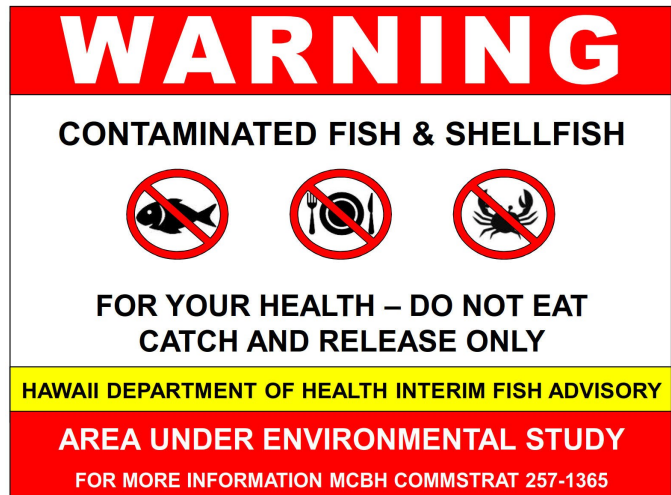 WARNING
CONTAMINATED FISH & SHELLFISH
FOR YOUR HEALTH – DO NOT EAT
CATCH AND RELEASE ONLY
HAWAII DEPARTMENT OF HEALTH INTERIM FISH ADVISORY
AREA UNDER ENVIRONMENTAL STUDY
FOR MORE INFORMATION MCBH COMMSTRAT 257-1365